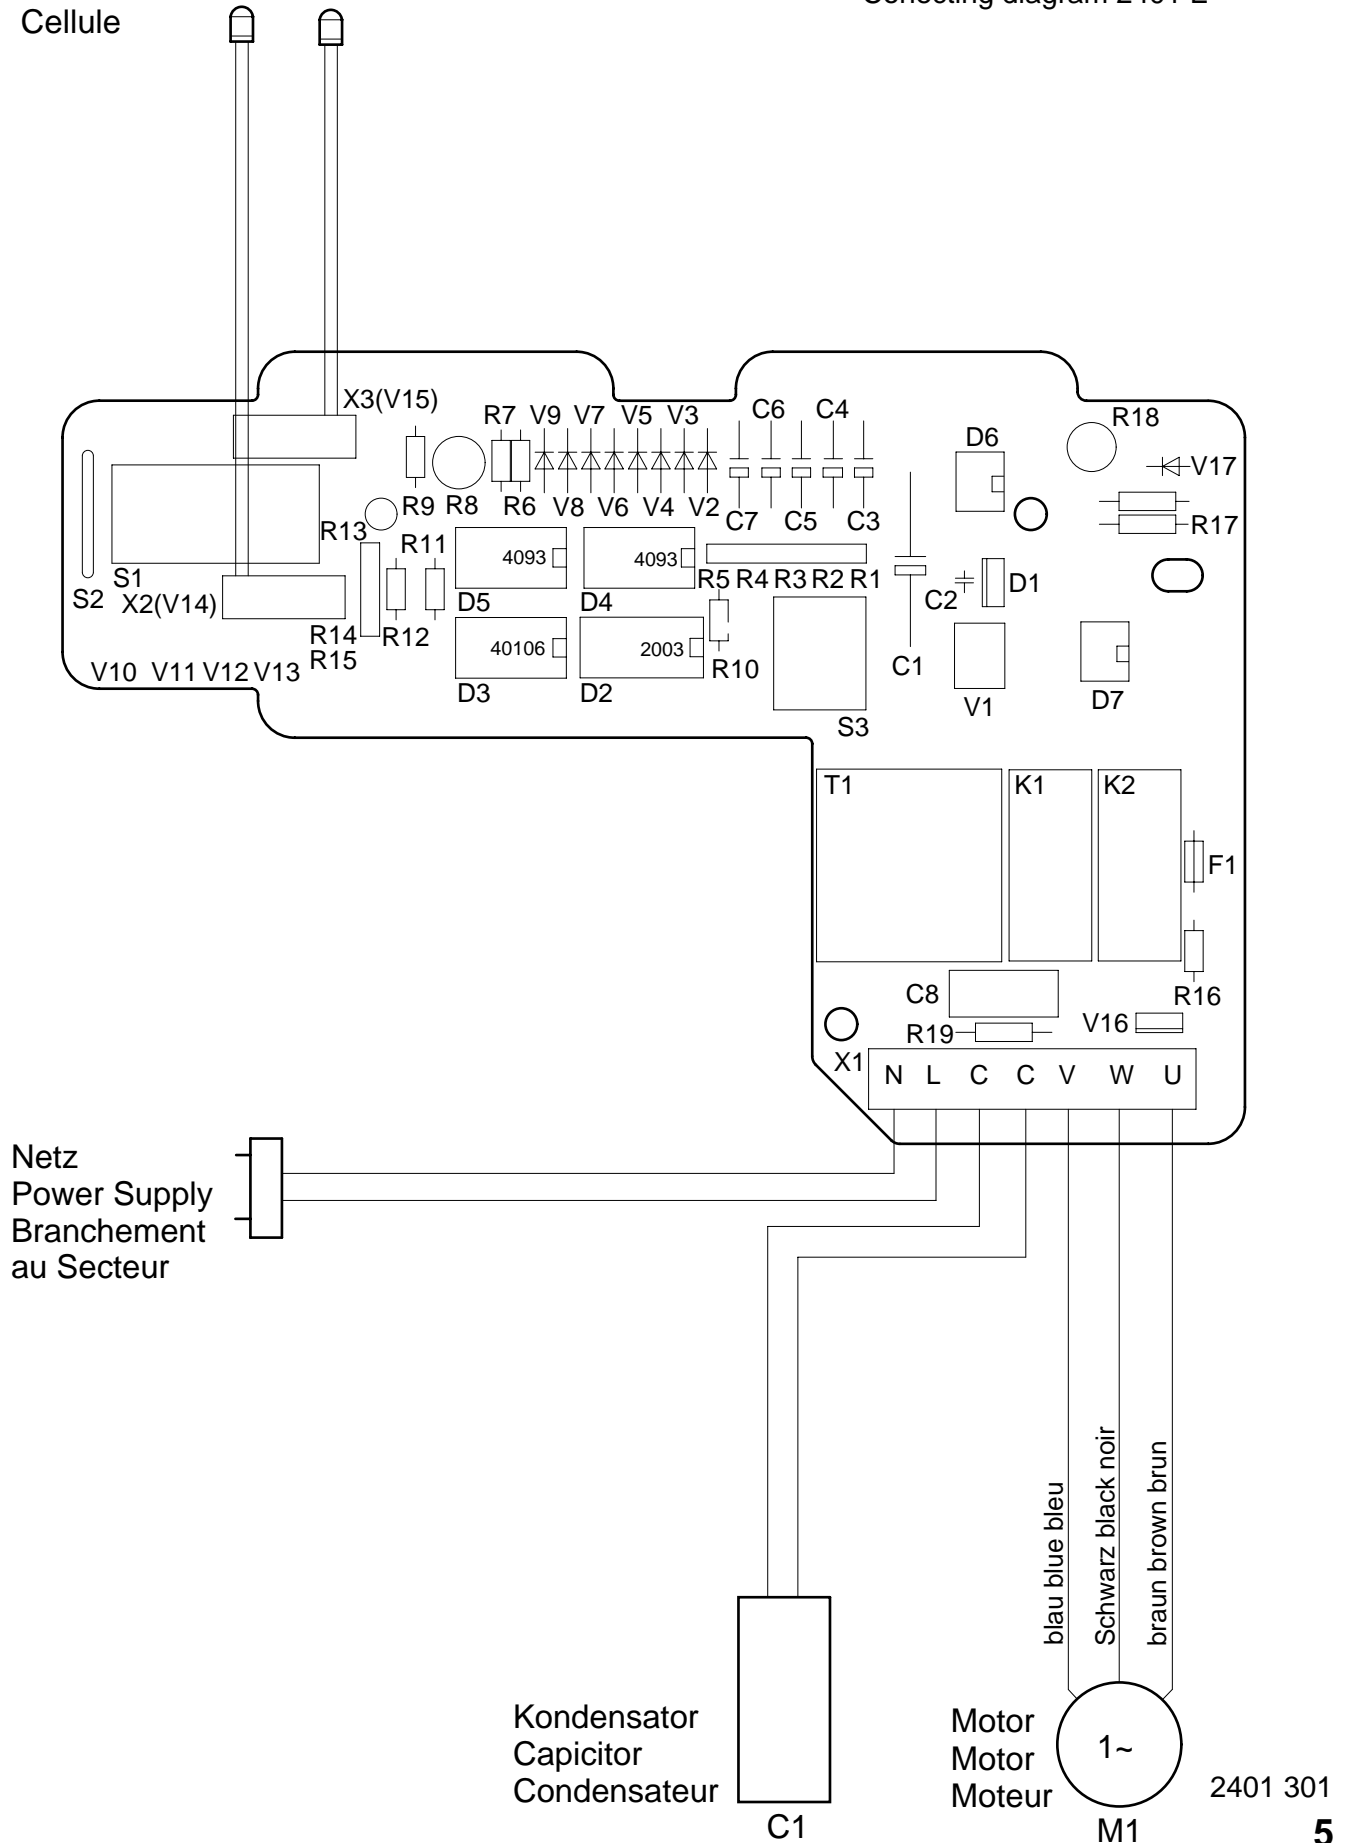 Cellule
X3(V15)
R7 V9 V7 V5 V3 C6 C4
R18
D6
V17
R9 R8 R6 V8 V6 V4 V2 C7 C5 C3
R17
R13
R11
4093
4093
S1
S2
X2(V14)
D5
D4
R5 R4 R3 R2 R1
C2
D1
R14
R15
R12
40106
2003
R10
C1
V10 V11 V12 V13
D3
D2
V1
D7
S3
T1
K1
K2
F1
C8
R16
R19
V16
X1
N L C C V W U
Netz
Power Supply
Branchement
au Secteur
blau blue bleu
Schwarz black noir
braun brown brun
Kondensator
Capicitor
Condensateur
C1
Motor
Motor
Moteur
1~
M1
2401 301
5